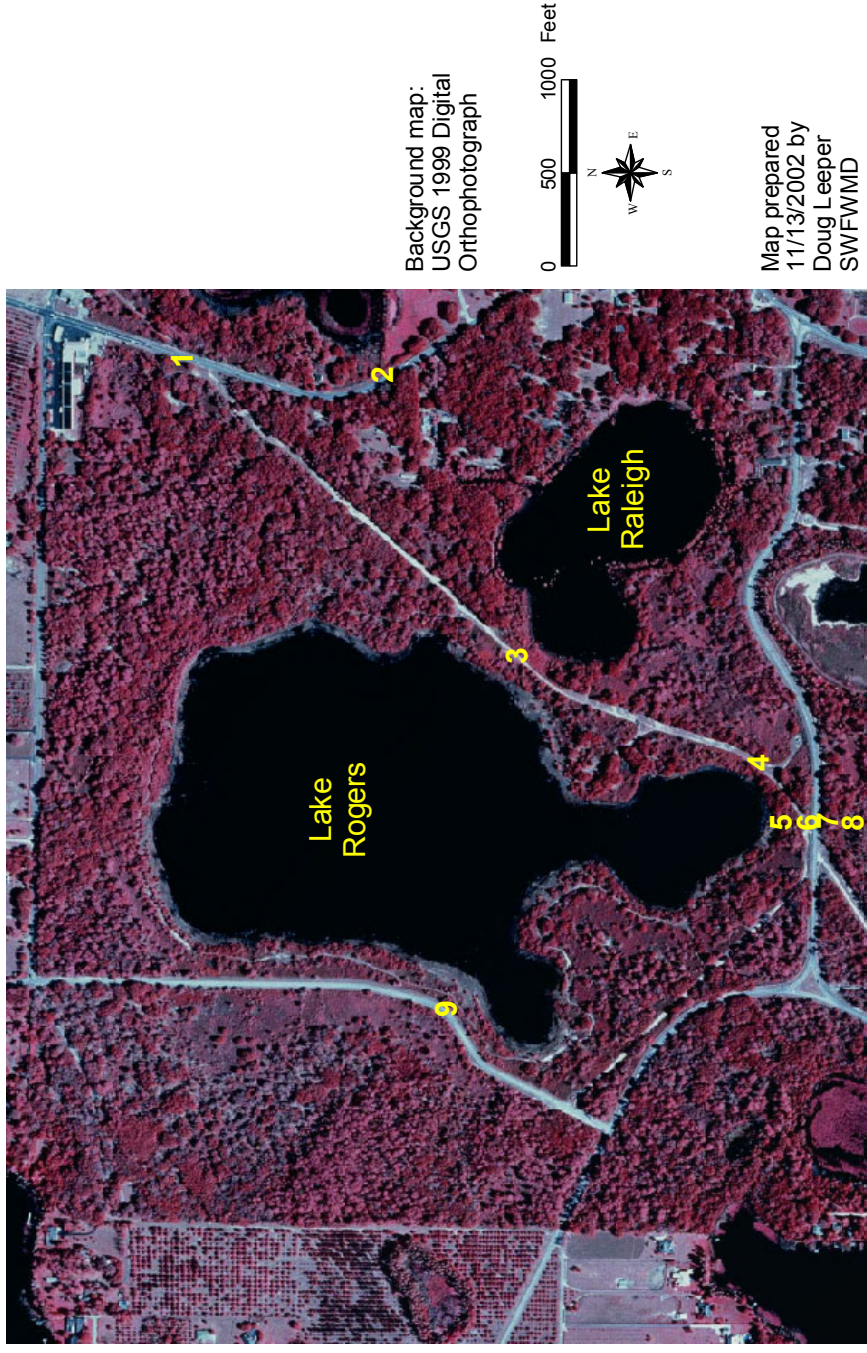 Background map:
USGS 1999 Digital
Orthophotograph
0 500 1000 Feet
N
W E
S
Map prepared
11/13/2002 by
Doug Leeper
SWFWMD
1
2
Lake
Raleigh
3
Lake
Rogers
4
5
6
7
8
9